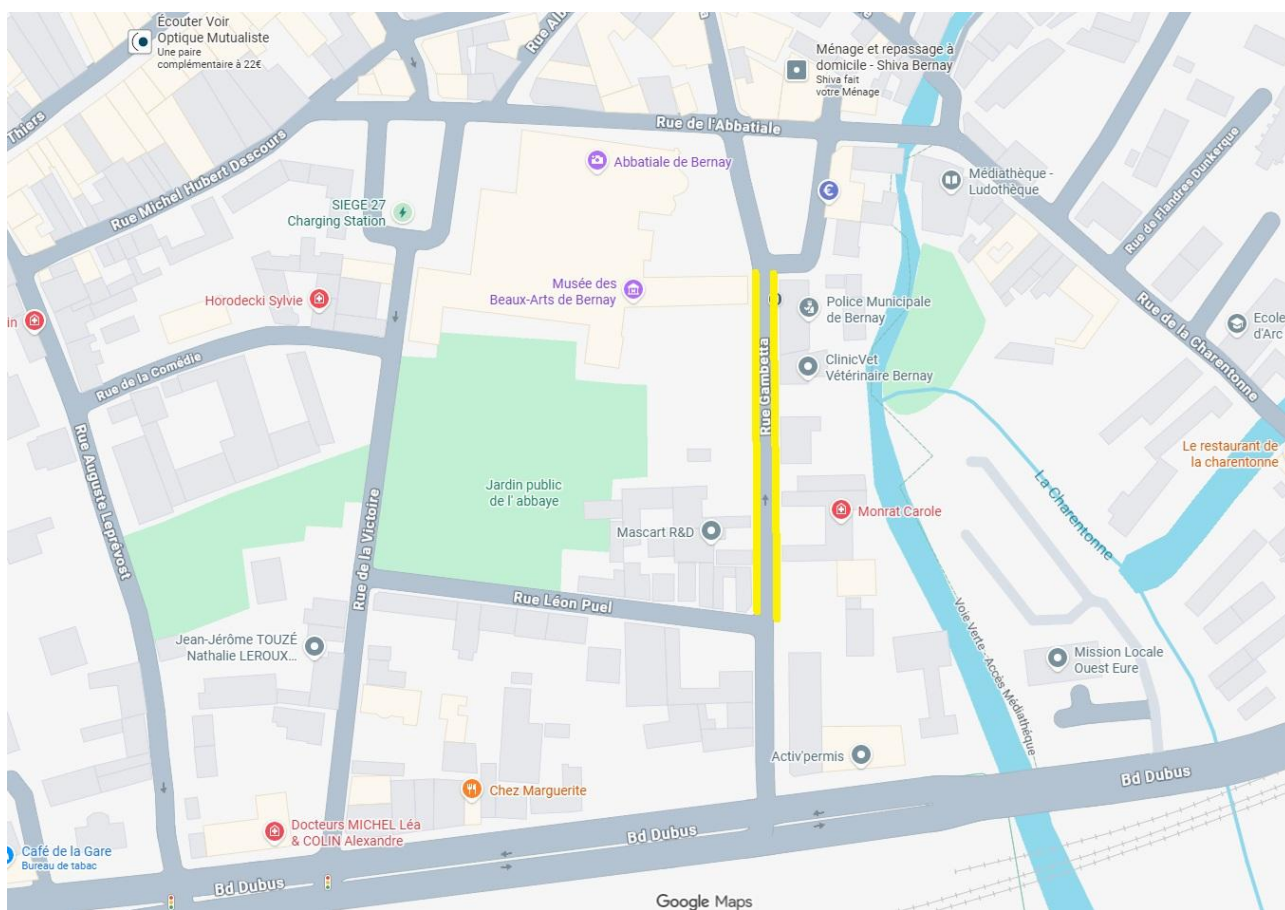 Écouter Voir
Optique Mutualiste
Une paire
complémentaire à 22€
Thiers
Ménage et repassage à
domicile - Shiva Bernay
Shiva fait
votre Ménage
Rue de l'Abbatiale
Rue Michel Hubert Descours
Abbatiale de Bernay
SIEGE 27
Charging Station
€
Médiathèque -
Ludothèque
Rue de Flandres Dunkerque
Musée des
Beaux-Arts de Bernay
Horodecki Sylvie
in
Police Municipale
de Bernay
Ecole
d'Arc
Rue de la Charentonne
Rue de la Comédie
Rue Gambetta
ClinicVet
Vétérinaire Bernay
Rue Auguste Leprévost
Jardin public
de l' abbaye
Le restaurant de
la charentonne
La Charentonne
Rue de la Victoire
Mascart R&D
Monrat Carole
Rue Léon Puel
Jean-Jérôme TOUZÉ
Nathalie LEROUX...
Voie Verte - Accès Médiathèque
Mission Locale
Ouest Eure
Activ'permis
Bd Dubus
Chez Marguerite
Docteurs MICHEL Léa
& COLIN Alexandre
Bd Dubus
Café de la Gare
Bureau de tabac
Bd Dubus
Google Maps